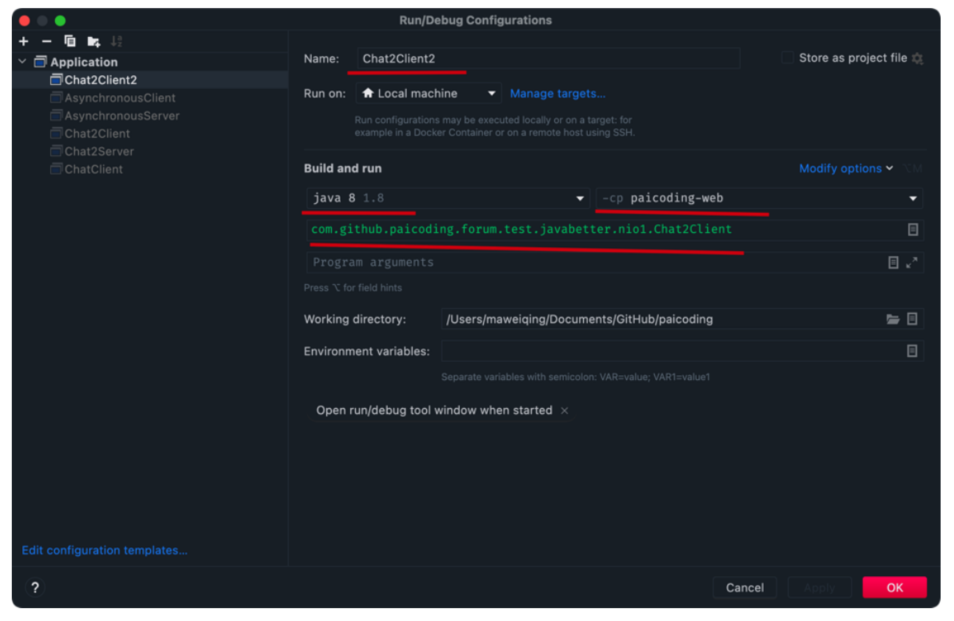 Run/Debug Configurations
Application
Chat2Client2
AsynchronousClient
AsynchronousServer
Chat2Client
Chat2Server
ChatClient
Edit configuration templates...
Name: Chat2Client2 Store as project file
Run on: Local machine Manage targets...
Run configurations may be executed locally or on a target: for
example in a Docker Container or on a remote host using SSH.
Build and run Modify options ⌥M
java 8 1.8 -cp paicoding-web
com.github.paicoding.forum.test.javabetter.nio1.Chat2Client
Program arguments
Press ⌥ for field hints
Working directory: /Users/maweiqing/Documents/GitHub/paicoding
Environment variables:
Separate variables with semicolon: VAR=value; VAR1=value1
Open run/debug tool window when started ×
? Cancel Apply OK